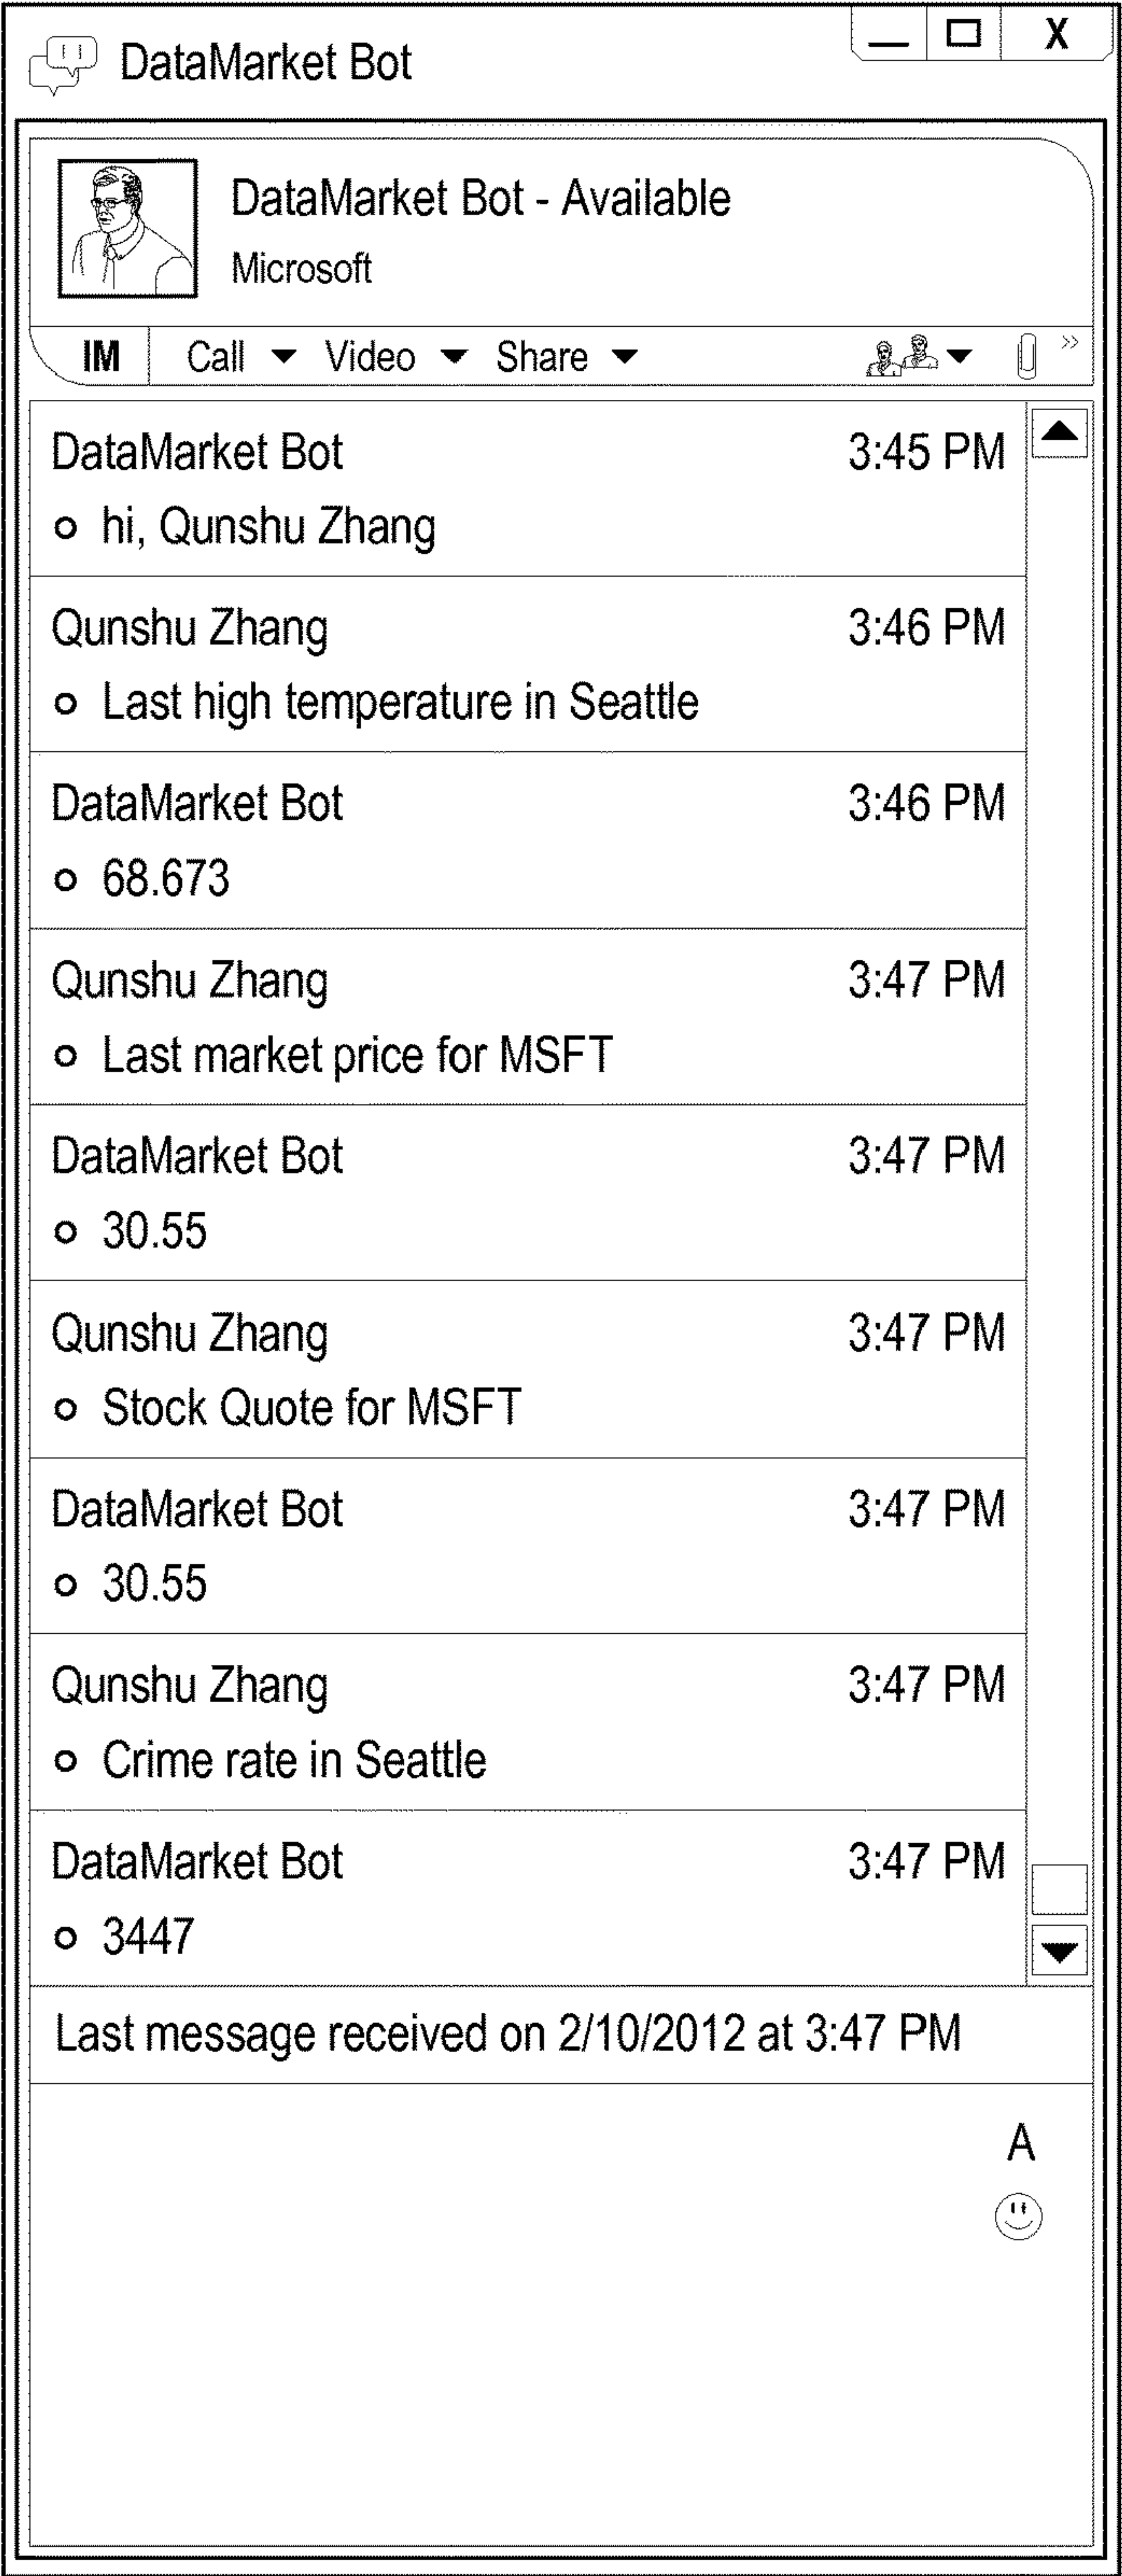 DataMarket Bot
X
DataMarket Bot - Available
Microsoft
IM Call Video Share
DataMarket Bot 3:45 PM
hi, Qunshu Zhang
Qunshu Zhang 3:46 PM
Last high temperature in Seattle
DataMarket Bot 3:46 PM
68.673
Qunshu Zhang 3:47 PM
Last market price for MSFT
DataMarket Bot 3:47 PM
30.55
Qunshu Zhang 3:47 PM
Stock Quote for MSFT
DataMarket Bot 3:47 PM
30.55
Qunshu Zhang 3:47 PM
Crime rate in Seattle
DataMarket Bot 3:47 PM
3447
Last message received on 2/10/2012 at 3:47 PM
A